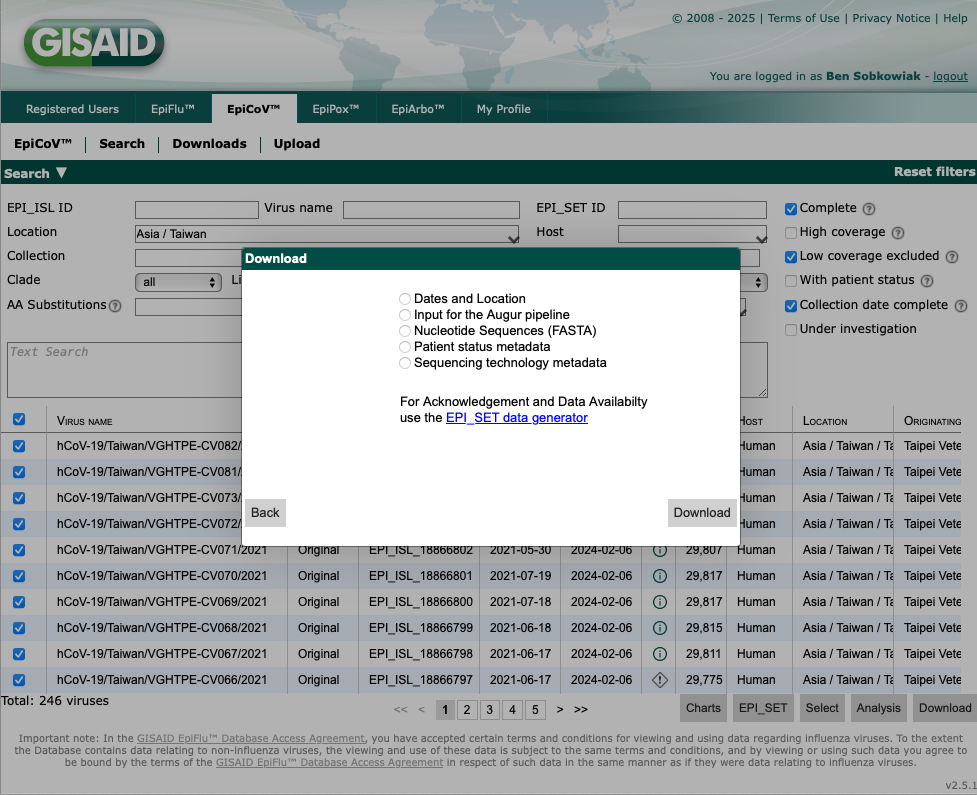 © 2008 - 2025 | Terms of Use | Privacy Notice | Help
GISAID
You are logged in as Ben Sobkowiak - logout
Registered Users EpiFlu™ EpiCoV™ EpiPox™ EpiArbo™ My Profile
EpiCoV™ Search Downloads Upload
Search ▼ Reset filters
EPI_ISL ID Virus name EPI_SET ID Complete ?
Location Asia / Taiwan Host High coverage ?
Collection Low coverage excluded ?
Clade all Li With patient status ?
AA Substitutions ? Collection date complete ?
Under investigation
Text Search
Download
Dates and Location
Input for the Augur pipeline
Nucleotide Sequences (FASTA)
Patient status metadata
Sequencing technology metadata
For Acknowledgement and Data Availabilty
use the EPI_SET data generator
Back Download
Virus name Host Location Originating
hCoV-19/Taiwan/VGHTPE-CV082/ Human Asia / Taiwan / Ta Taipei Vete
hCoV-19/Taiwan/VGHTPE-CV081/ Human Asia / Taiwan / Ta Taipei Vete
hCoV-19/Taiwan/VGHTPE-CV073/ Human Asia / Taiwan / Ta Taipei Vete
hCoV-19/Taiwan/VGHTPE-CV072/ Human Asia / Taiwan / Ta Taipei Vete
hCoV-19/Taiwan/VGHTPE-CV071/2021 Original EPI_ISL_18866802 2021-05-30 2024-02-06 29,807 Human Asia / Taiwan / Ta Taipei Vete
hCoV-19/Taiwan/VGHTPE-CV070/2021 Original EPI_ISL_18866801 2021-07-19 2024-02-06 29,817 Human Asia / Taiwan / Ta Taipei Vete
hCoV-19/Taiwan/VGHTPE-CV069/2021 Original EPI_ISL_18866800 2021-07-18 2024-02-06 29,817 Human Asia / Taiwan / Ta Taipei Vete
hCoV-19/Taiwan/VGHTPE-CV068/2021 Original EPI_ISL_18866799 2021-06-18 2024-02-06 29,815 Human Asia / Taiwan / Ta Taipei Vete
hCoV-19/Taiwan/VGHTPE-CV067/2021 Original EPI_ISL_18866798 2021-06-17 2024-02-06 29,811 Human Asia / Taiwan / Ta Taipei Vete
hCoV-19/Taiwan/VGHTPE-CV066/2021 Original EPI_ISL_18866797 2021-06-17 2024-02-06 29,775 Human Asia / Taiwan / Ta Taipei Vete
Total: 246 viruses << < 1 2 3 4 5 > >> Charts EPI_SET Select Analysis Download
Important note: In the GISAID EpiFlu™ Database Access Agreement, you have accepted certain terms and conditions for viewing and using data regarding influenza viruses. To the extent
the Database contains data relating to non-influenza viruses, the viewing and use of these data is subject to the same terms and conditions, and by viewing or using such data you agree to
be bound by the terms of the GISAID EpiFlu™ Database Access Agreement in respect of such data in the same manner as if they were data relating to influenza viruses.
v2.5.1